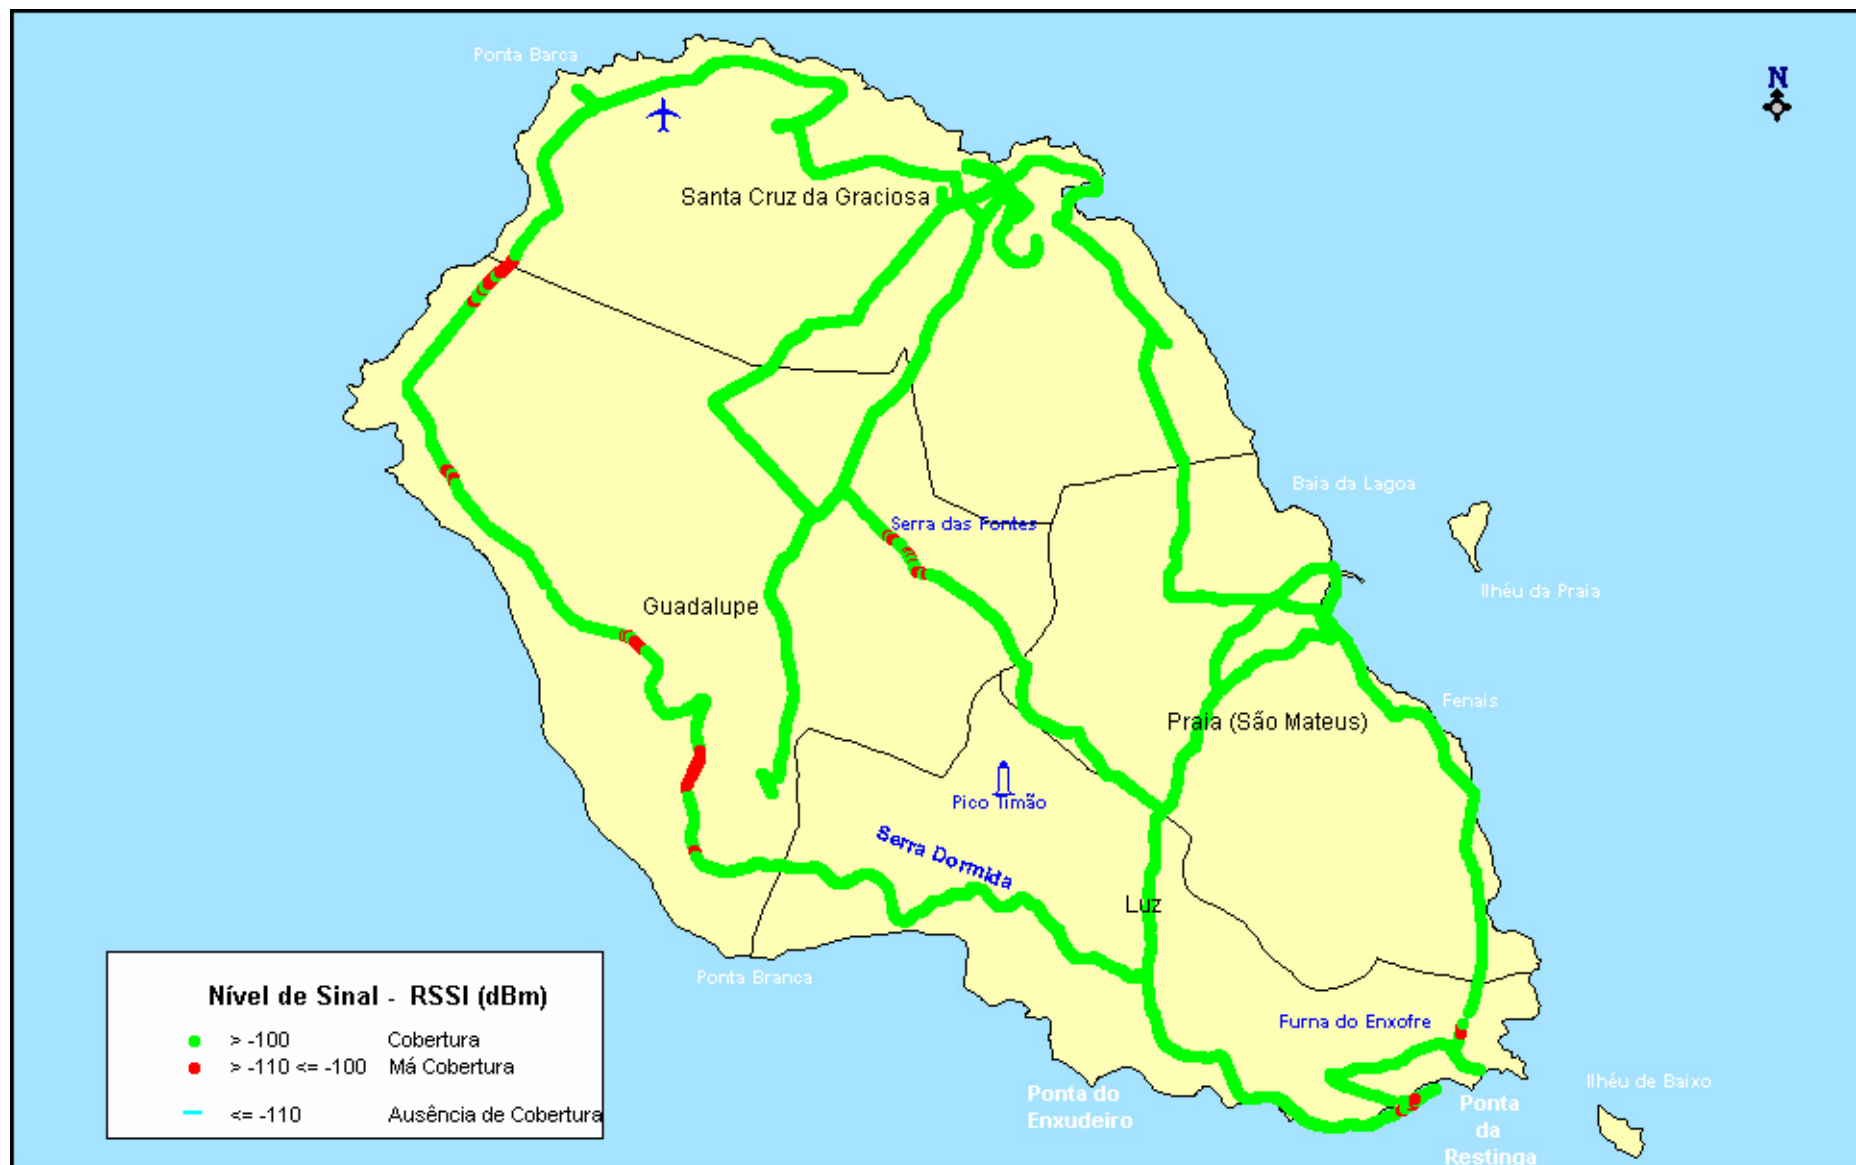 Ponta Barca
N
Santa Cruz da Graciosa
Baia da Lagoa
Serra das Fontes
Ilhéu da Praia
Guadalupe
Fenais
Praia (São Mateus)
Pico Timão
Serra Dormida
Luz
Ponta Branca
Furna do Enxofre
Ilhéu de Baixo
Ponta do
Enxudeiro
Ponta
da
Restinga
Nível de Sinal - RSSI (dBm)
> -100 Cobertura
> -110 <= -100 Má Cobertura
<= -110 Ausência de Cobertura